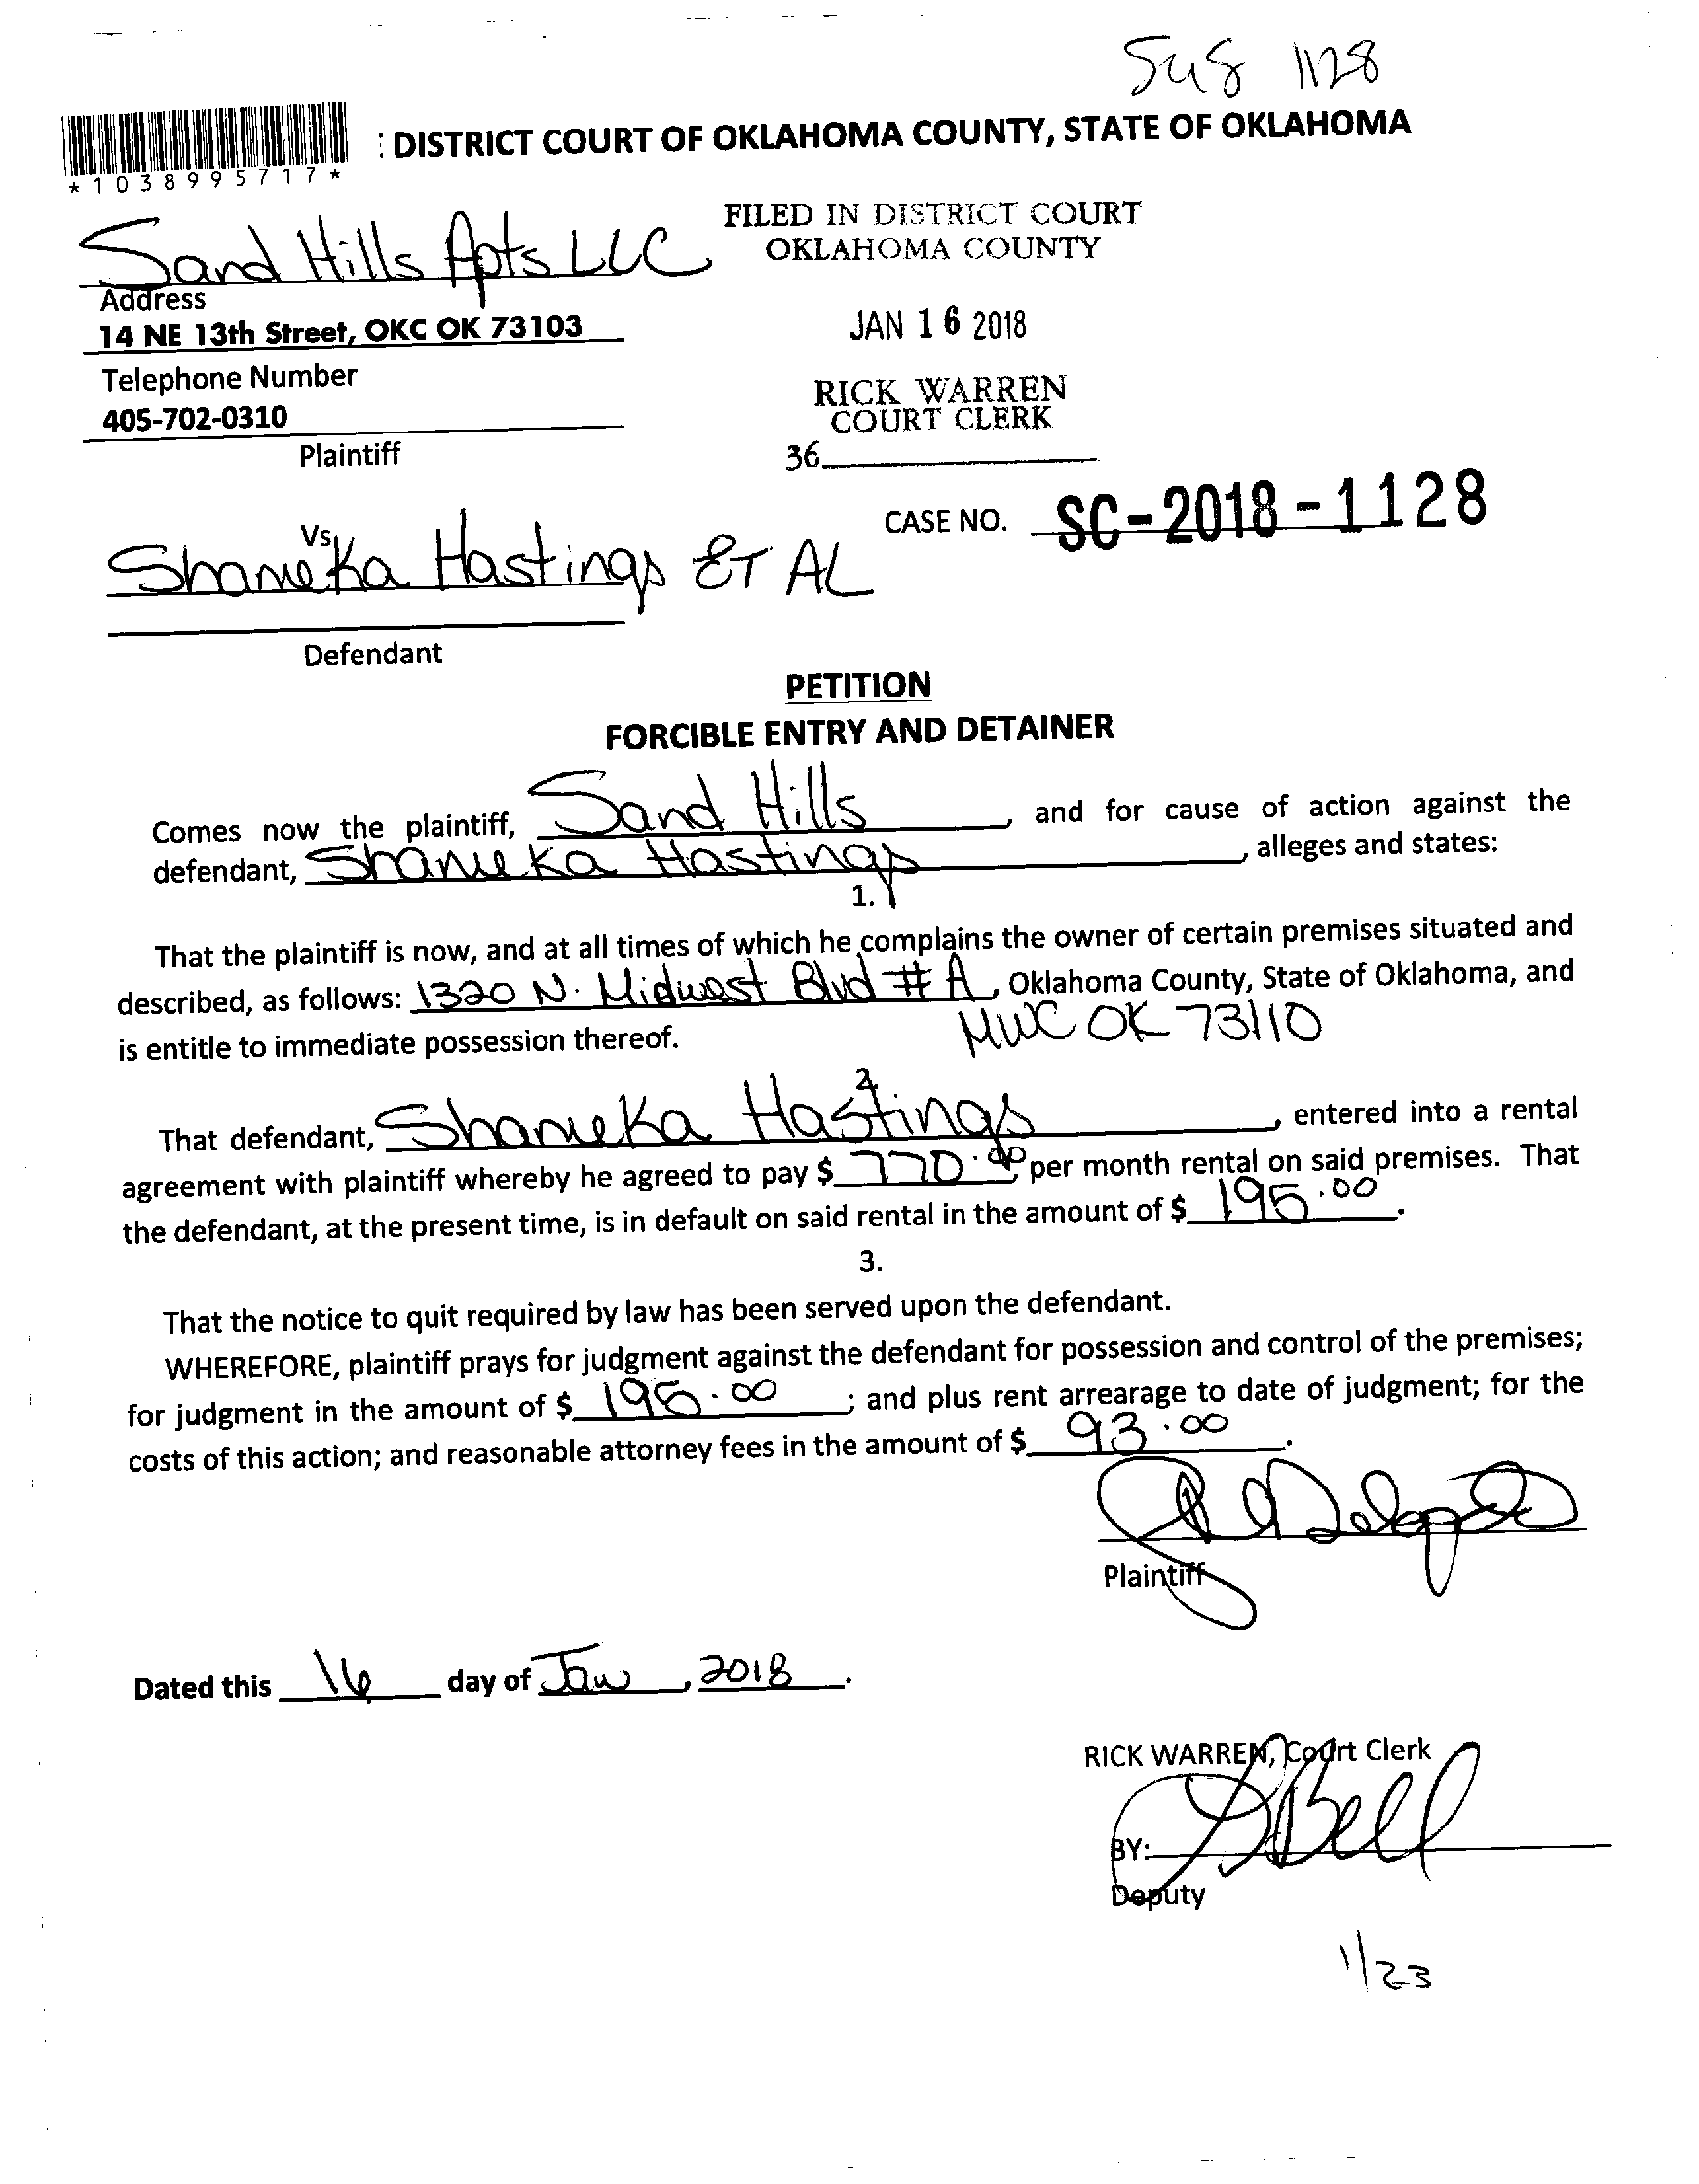 1128
: DISTRICT COURT OF OKLAHOMA COUNTY, STATE OF OKLAHOMA
*1038995717*
Sand Hills Apts LLC
FILED IN DISTRICT COURT
OKLAHOMA COUNTY
Address
14 NE 13th Street, OKC OK 73103
JAN 16 2018
Telephone Number
405-702-0310
RICK WARREN
COURT CLERK
Plaintiff
36
Vs
CASE NO. SC-2018-1128
Shaneka Hastings ET AL
Defendant
PETITION
FORCIBLE ENTRY AND DETAINER
Comes now the plaintiff, Sand Hills, and for cause of action against the
defendant, Shaneka Hastings, alleges and states:
1.
That the plaintiff is now, and at all times of which he complains the owner of certain premises situated and
described, as follows: 1320 N. Midwest Blvd # A, Oklahoma County, State of Oklahoma, and
MWC OK 73110
is entitle to immediate possession thereof.
2.
That defendant, Shaneka Hastings, entered into a rental
agreement with plaintiff whereby he agreed to pay $ 770.00 per month rental on said premises. That
the defendant, at the present time, is in default on said rental in the amount of $ 195.00.
3.
That the notice to quit required by law has been served upon the defendant.
WHEREFORE, plaintiff prays for judgment against the defendant for possession and control of the premises;
for judgment in the amount of $ 195.00; and plus rent arrearage to date of judgment; for the
costs of this action; and reasonable attorney fees in the amount of $ 93.00.
Plaintiff
Dated this 16 day of Jan, 2018.
RICK WARREN, Court Clerk
BY: Bell
Deputy
1/23